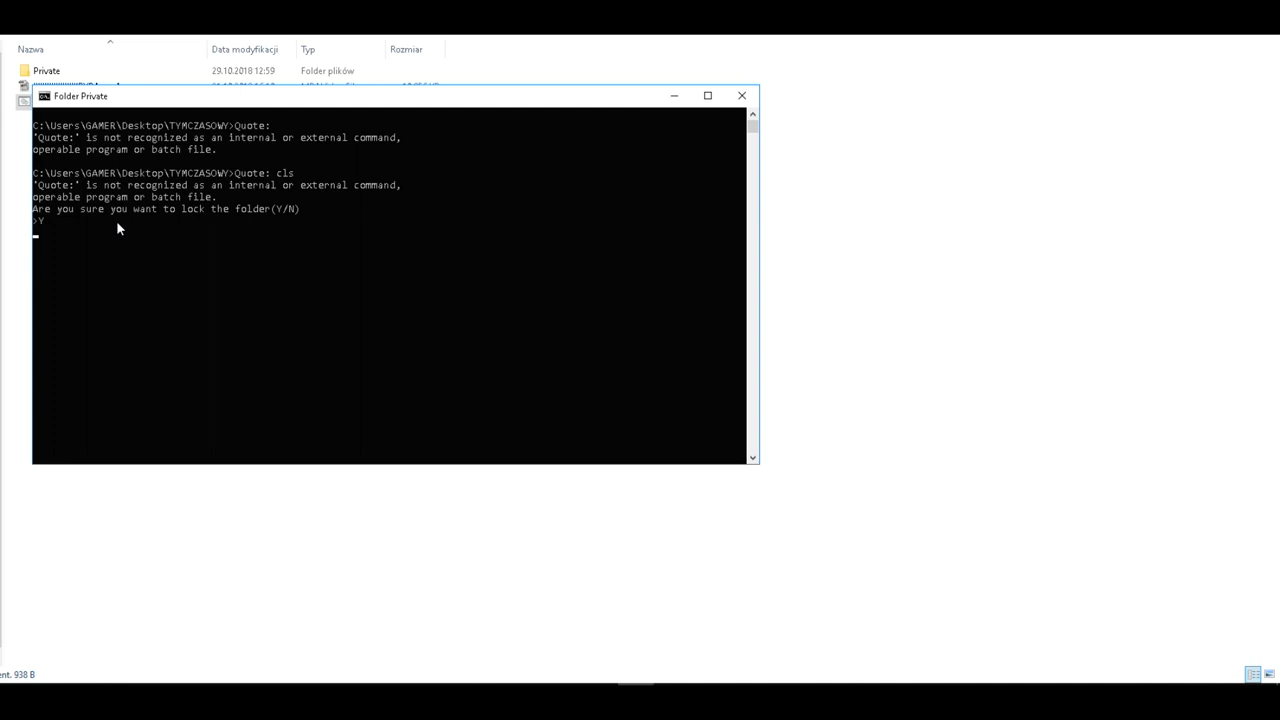 Nazwa Data modyfikacji Typ Rozmiar
Private 29.10.2018 12:59 Folder plików
Folder Private
C:\Users\GAMER\Desktop\TYMCZASOWY>Quote:
'Quote:' is not recognized as an internal or external command,
operable program or batch file.
C:\Users\GAMER\Desktop\TYMCZASOWY>Quote: cls
'Quote:' is not recognized as an internal or external command,
operable program or batch file.
Are you sure you want to lock the folder(Y/N)
>Y
ent. 938 B